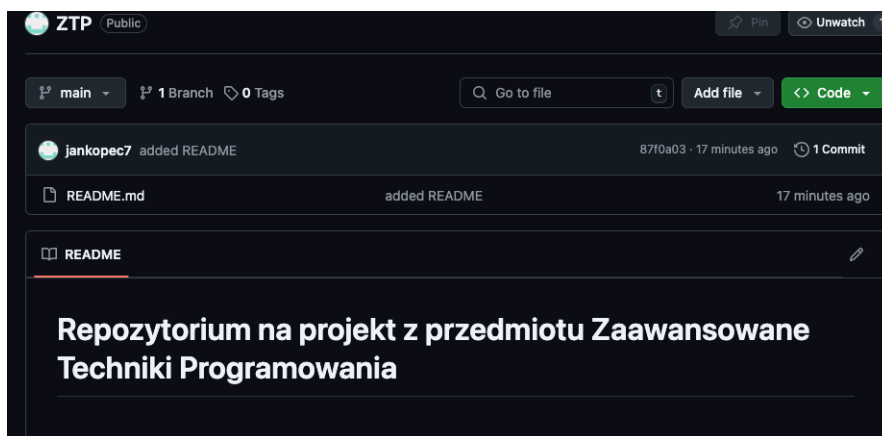 ZTP Public Pin Unwatch
main 1 Branch 0 Tags Go to file t Add file Code
jankopec7 added README 87f0a03 · 17 minutes ago 1 Commit
README.md added README 17 minutes ago
README
Repozytorium na projekt z przedmiotu Zaawansowane
Techniki Programowania